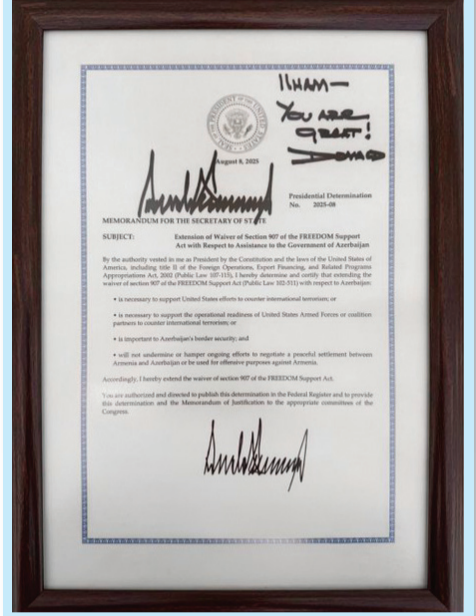 ILHAM—
YOU ARE
GREAT!
DONALD
SEAL OF THE PRESIDENT OF THE UNITED STATES
August 8, 2025
Presidential Determination
No. 2025-08
MEMORANDUM FOR THE SECRETARY OF STATE
SUBJECT: Extension of Waiver of Section 907 of the FREEDOM Support
Act with Respect to Assistance to the Government of Azerbaijan
By the authority vested in me as President by the Constitution and the laws of the United States of
America, including title II of the Foreign Operations, Export Financing, and Related Programs
Appropriations Act, 2002 (Public Law 107-115), I hereby determine and certify that extending the
waiver of section 907 of the FREEDOM Support Act (Public Law 102-511) with respect to Azerbaijan:
• is necessary to support United States efforts to counter international terrorism; or
• is necessary to support the operational readiness of United States Armed Forces or coalition
partners to counter international terrorism; or
• is important to Azerbaijan's border security; and
• will not undermine or hamper ongoing efforts to negotiate a peaceful settlement between
Armenia and Azerbaijan or be used for offensive purposes against Armenia.
Accordingly, I hereby extend the waiver of section 907 of the FREEDOM Support Act.
You are authorized and directed to publish this determination in the Federal Register and to provide
this determination and the Memorandum of Justification to the appropriate committees of the
Congress.